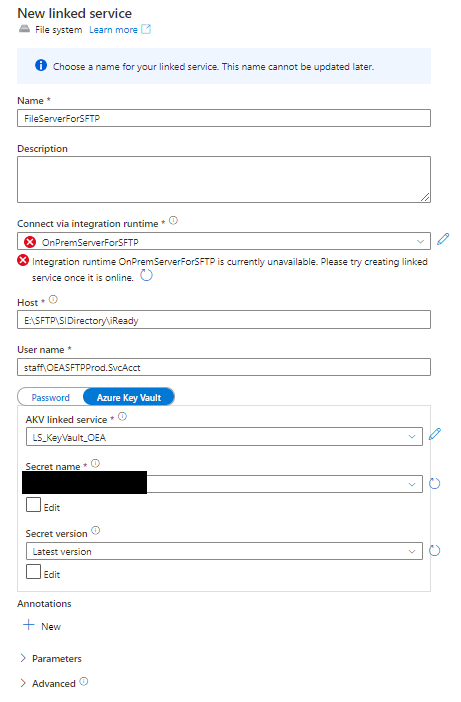 New linked service
File system Learn more
Choose a name for your linked service. This name cannot be updated later.
Name *
FileServerForSFTP
Description
Connect via integration runtime *
OnPremServerForSFTP
Integration runtime OnPremServerForSFTP is currently unavailable. Please try creating linked
service once it is online.
Host *
E:\SFTP\SIDirectory\iReady
User name *
staff\OEASFTPProd.SvcAcct
Password Azure Key Vault
AKV linked service *
LS_KeyVault_OEA
Secret name *
Edit
Secret version
Latest version
Edit
Annotations
New
Parameters
Advanced